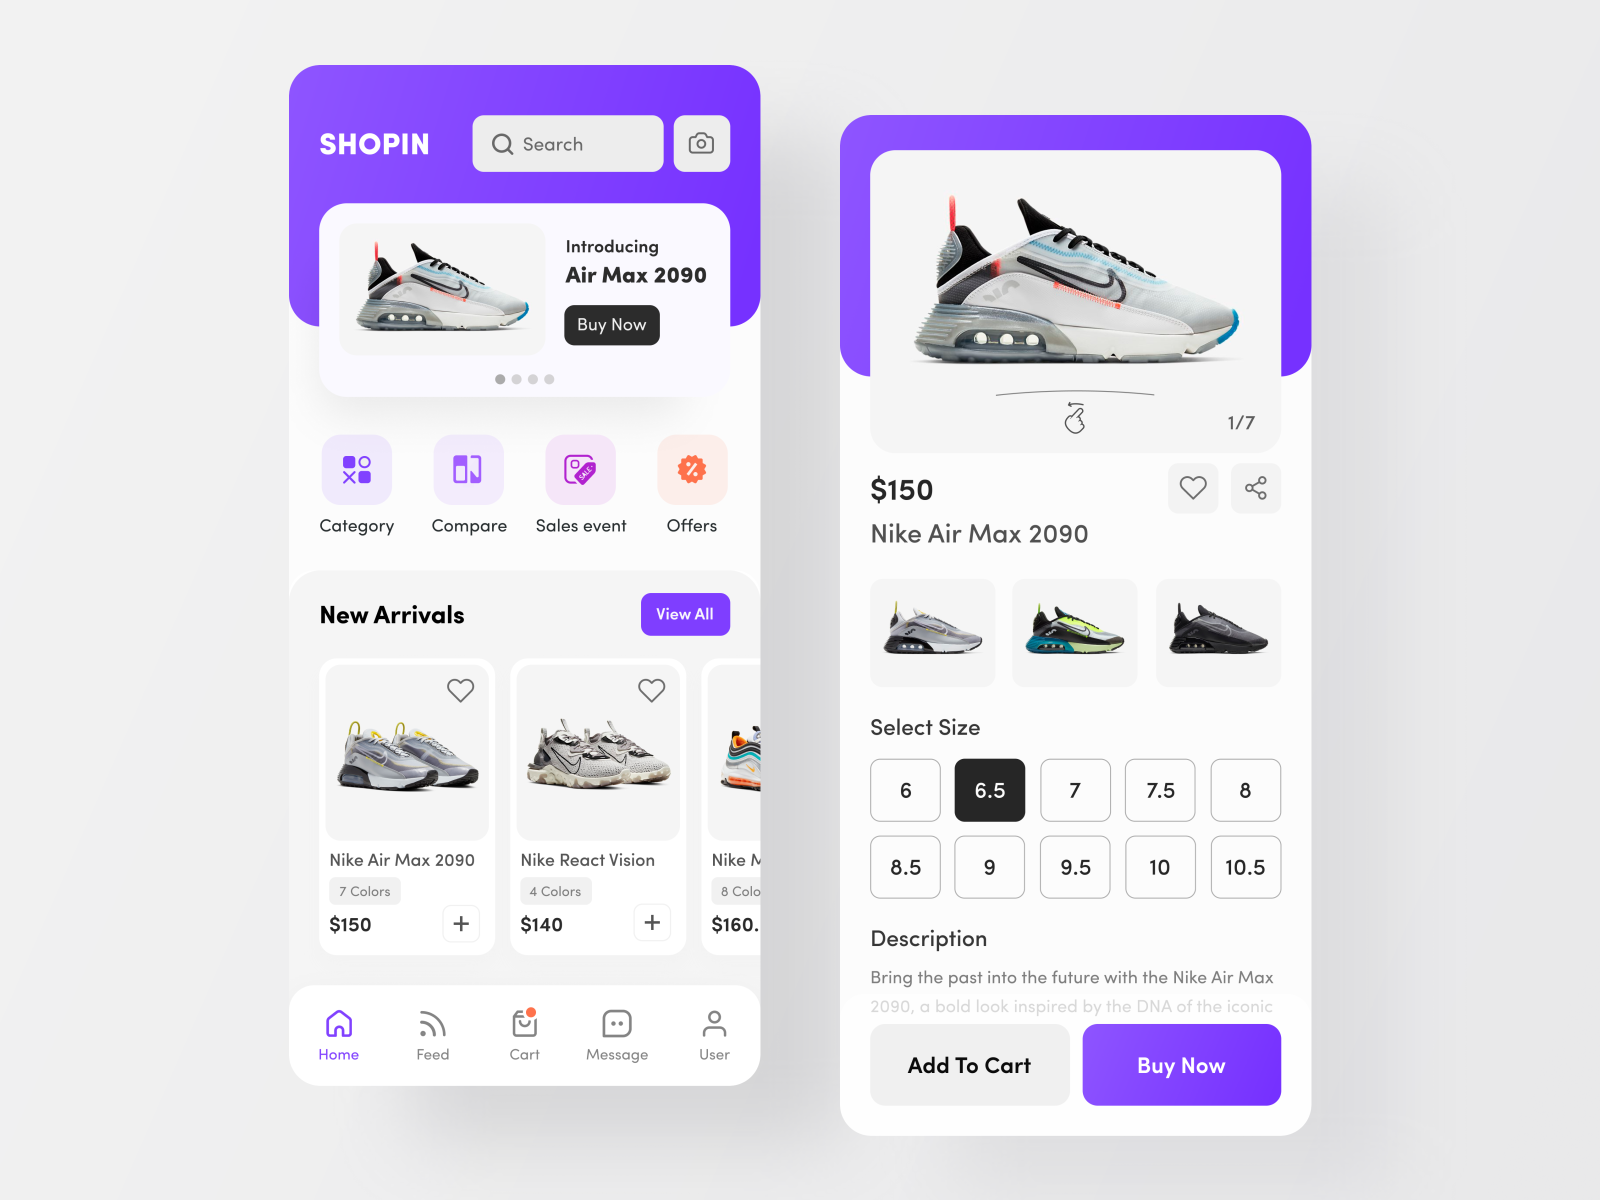 SHOPIN
Search
Introducing
Air Max 2090
Buy Now
Category
Compare
Sales event
Offers
New Arrivals
View All
Nike Air Max 2090
7 Colors
$150
Nike React Vision
4 Colors
$140
Nike M
8 Colo
$160.
Home
Feed
Cart
Message
User
1/7
$150
Nike Air Max 2090
Select Size
6
6.5
7
7.5
8
8.5
9
9.5
10
10.5
Description
Bring the past into the future with the Nike Air Max
2090, a bold look inspired by the DNA of the iconic
Add To Cart
Buy Now
SALE